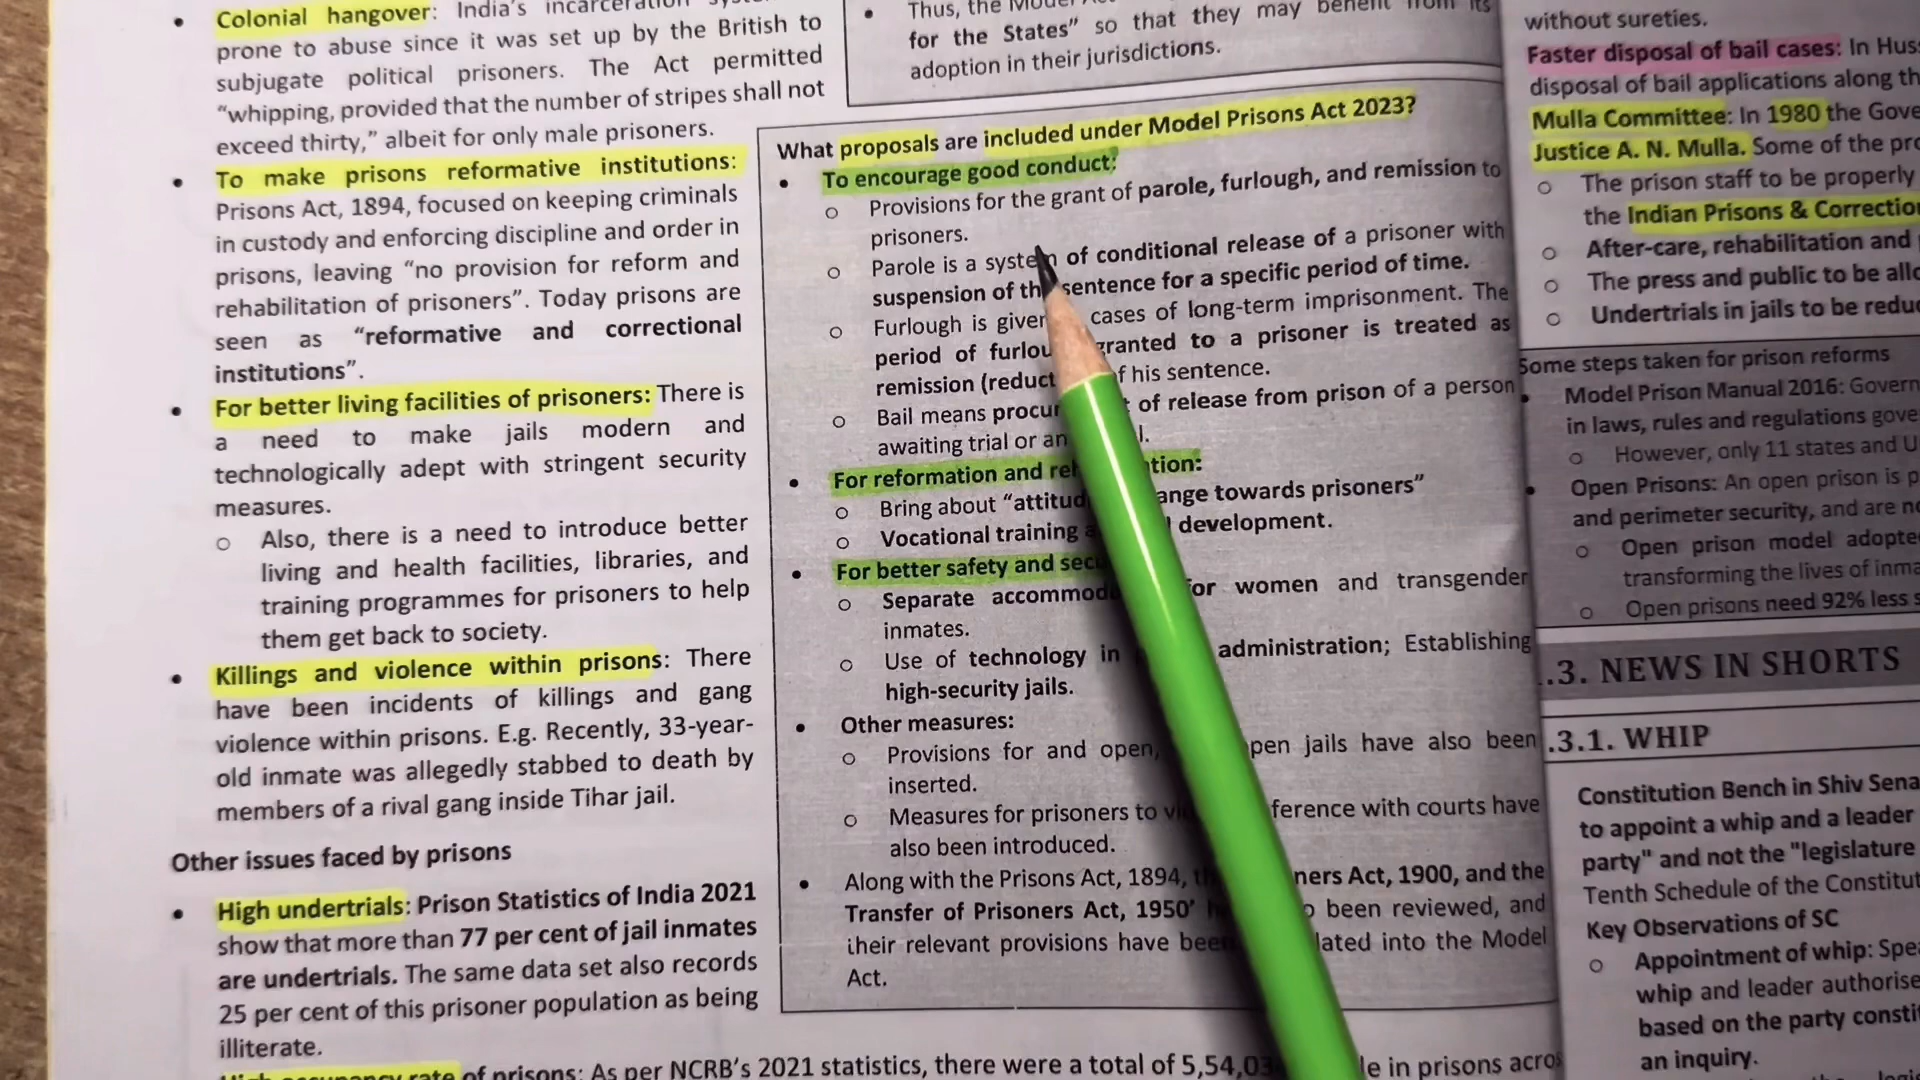 Colonial hangover: India's incarceration
prone to abuse since it was set up by the British to
subjugate political prisoners. The Act permitted
"whipping, provided that the number of stripes shall not
exceed thirty," albeit for only male prisoners.
To make prisons reformative institutions:
Prisons Act, 1894, focused on keeping criminals
in custody and enforcing discipline and order in
prisons, leaving "no provision for reform and
rehabilitation of prisoners". Today prisons are
seen as "reformative and correctional
institutions".
For better living facilities of prisoners: There is
a need to make jails modern and
technologically adept with stringent security
measures.
Also, there is a need to introduce better
living and health facilities, libraries, and
training programmes for prisoners to help
them get back to society.
Killings and violence within prisons: There
have been incidents of killings and gang
violence within prisons. E.g. Recently, 33-year-
old inmate was allegedly stabbed to death by
members of a rival gang inside Tihar jail.
Other issues faced by prisons
High undertrials: Prison Statistics of India 2021
show that more than 77 per cent of jail inmates
are undertrials. The same data set also records
25 per cent of this prisoner population as being
illiterate.
High occupancy rate of prisons: As per NCRB's 2021 statistics, there were a total of 5,54,03 in prisons
Thus, the Model
for the States" so that they may benefit from its
adoption in their jurisdictions.
What proposals are included under Model Prisons Act 2023?
To encourage good conduct:
Provisions for the grant of parole, furlough, and remission to
prisoners.
Parole is a system of conditional release of a prisoner with
suspension of the sentence for a specific period of time.
Furlough is given cases of long-term imprisonment. The
period of furlough granted to a prisoner is treated as
remission (reduct f his sentence.
Bail means procur of release from prison of a person
awaiting trial or an l.
For reformation and reh tion:
Bring about "attitud ange towards prisoners"
Vocational training development.
For better safety and sec
Separate accommod for women and transgender
inmates.
Use of technology in administration; Establishing
high-security jails.
Other measures:
Provisions for and open, pen jails have also been
inserted.
Measures for prisoners to vi ference with courts have
also been introduced.
Along with the Prisons Act, 1894, ners Act, 1900, and the
Transfer of Prisoners Act, 1950' been reviewed, and
their relevant provisions have been lated into the Model
Act.
without sureties.
Faster disposal of bail cases: In Hus
disposal of bail applications along th
Mulla Committee: In 1980 the Gove
Justice A. N. Mulla. Some of the pro
The prison staff to be properly
the Indian Prisons & Correctio
After-care, rehabilitation and
The press and public to be allo
Undertrials in jails to be redu
Some steps taken for prison reforms
Model Prison Manual 2016: Govern
in laws, rules and regulations gove
However, only 11 states and U
Open Prisons: An open prison is p
and perimeter security, and are no
Open prison model adopte
transforming the lives of inma
Open prisons need 92% less s
.3. NEWS IN SHORTS
.3.1. WHIP
Constitution Bench in Shiv Sena
to appoint a whip and a leader
party" and not the "legislature
Tenth Schedule of the Constitut
Key Observations of SC
Appointment of whip: Spea
whip and leader authorise
based on the party constit
an inquiry.